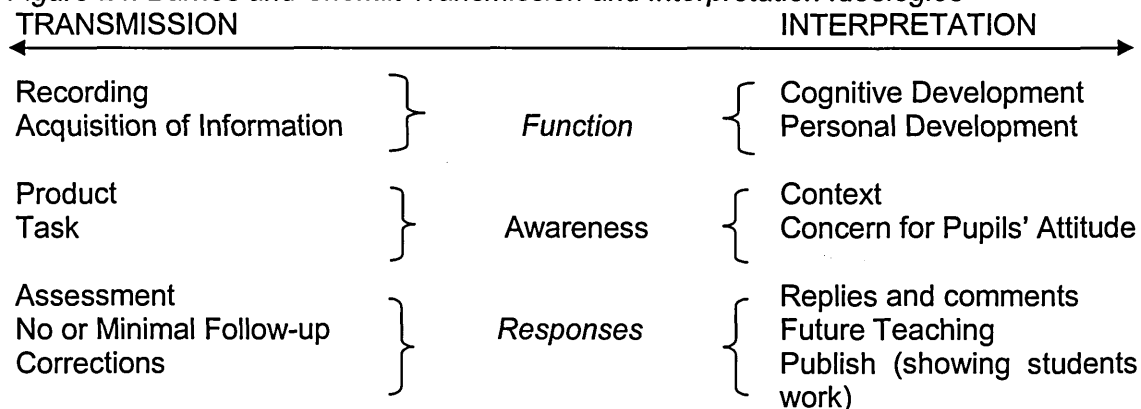 TRANSMISSION INTERPRETATION
Recording Cognitive Development
Acquisition of Information Function Personal Development
Product Context
Task Awareness Concern for Pupils' Attitude
Assessment Replies and comments
No or Minimal Follow-up Responses Future Teaching
Corrections Publish (showing students
work)